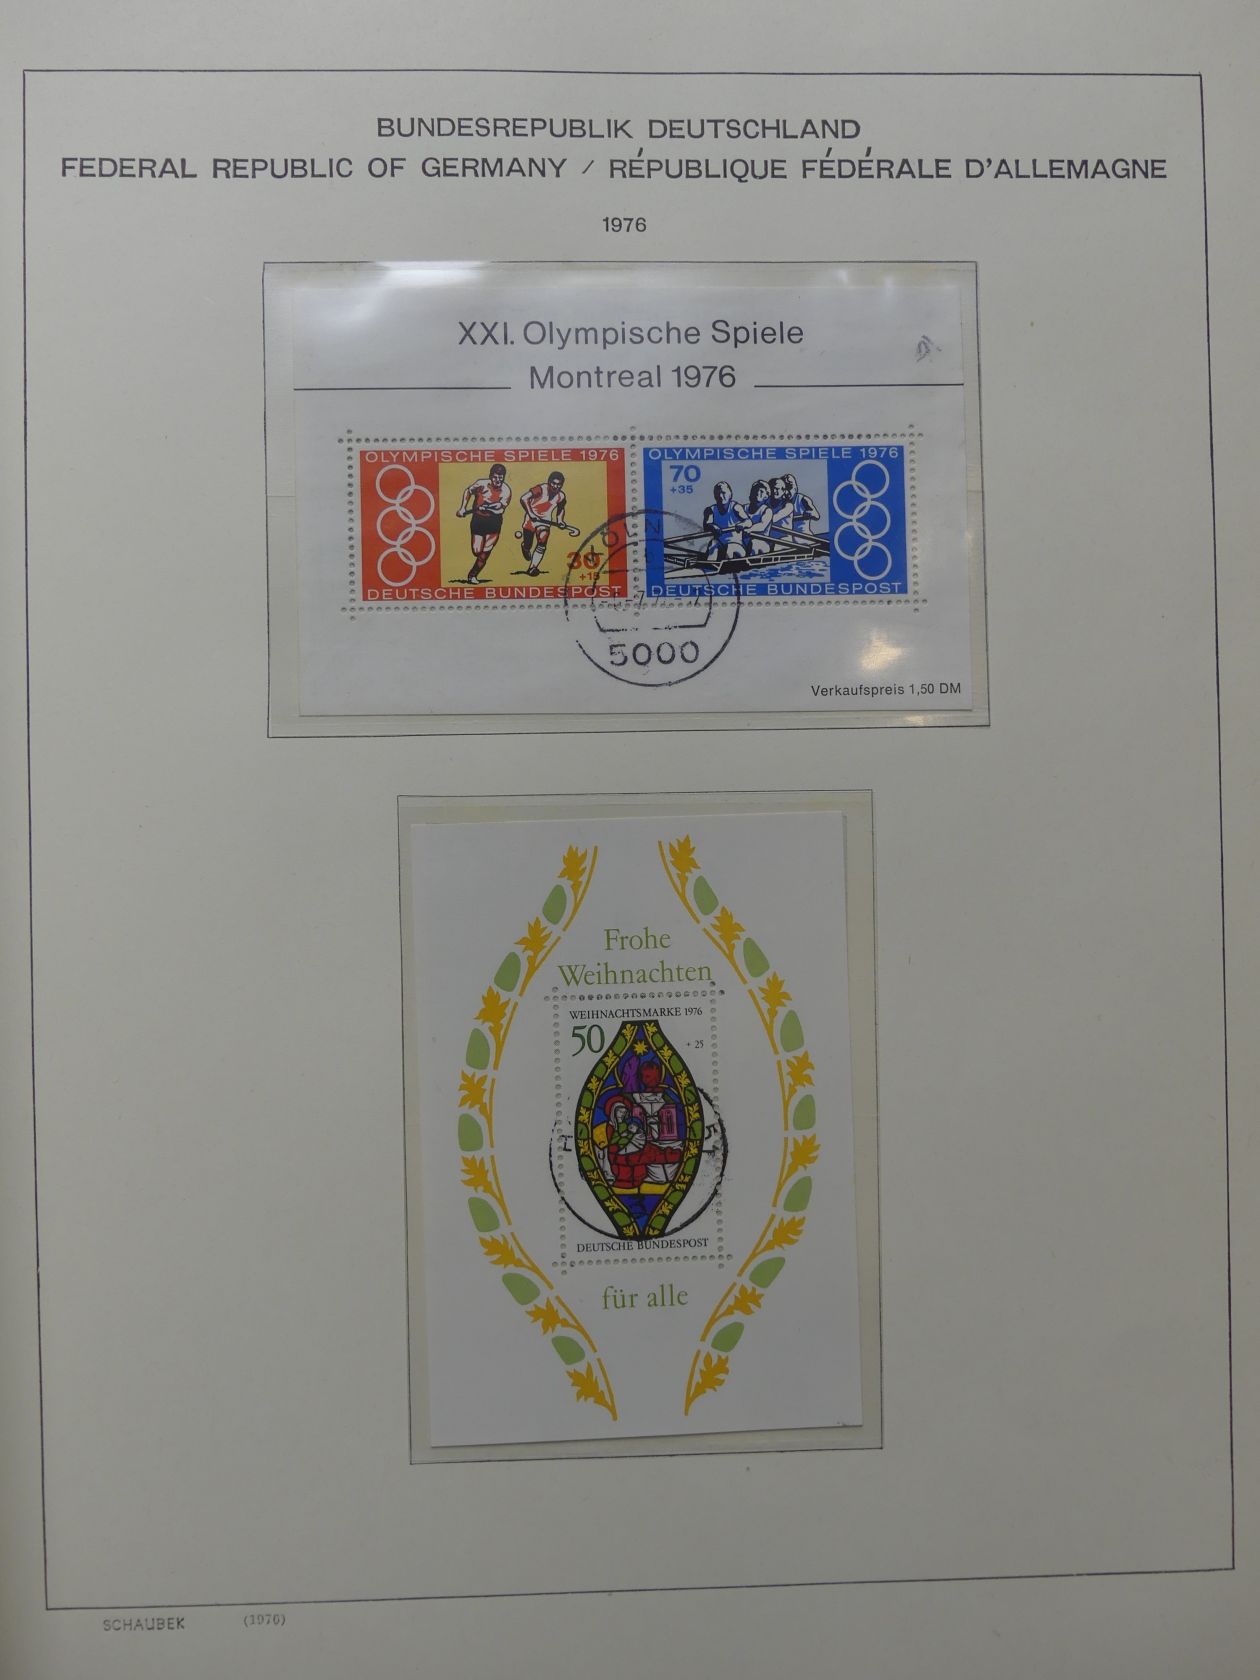 BUNDESREPUBLIK DEUTSCHLAND
FEDERAL REPUBLIC OF GERMANY / RÉPUBLIQUE FÉDÉRALE D'ALLEMAGNE
1976
XXI. Olympische Spiele
Montreal 1976
OLYMPISCHE SPIELE 1976
30
+15
DEUTSCHE BUNDESPOST
OLYMPISCHE SPIELE 1976
70
+35
DEUTSCHE BUNDESPOST
KÖLN
5000
Verkaufspreis 1,50 DM
Frohe
Weihnachten
WEIHNACHTSMARKE 1976
50
+ 25
DEUTSCHE BUNDESPOST
für alle
SCHAUBEK (1976)